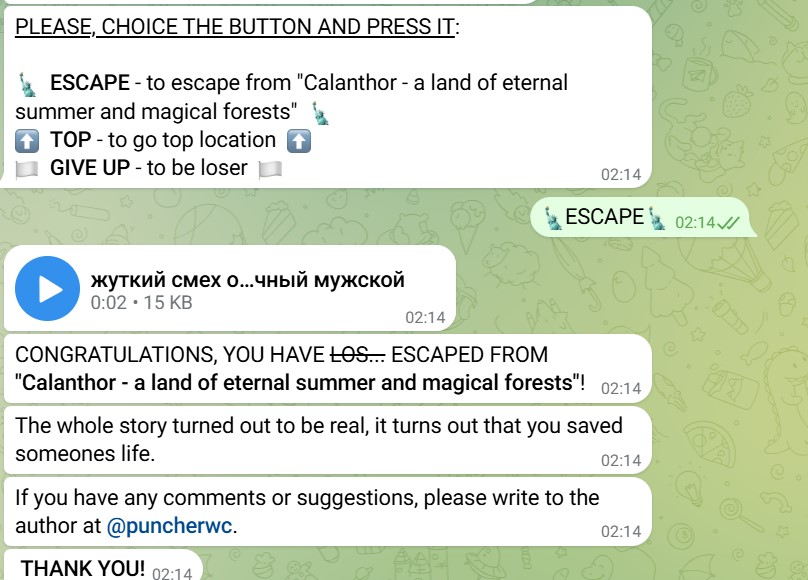 PLEASE, CHOICE THE BUTTON AND PRESS IT:
🗽 ESCAPE - to escape from "Calanthor - a land of eternal
summer and magical forests" 🗽
⬆️ TOP - to go top location ⬆️
🏳️ GIVE UP - to be loser 🏳️
02:14
🗽ESCAPE🗽 02:14
жуткий смех о...чный мужской
0:02 • 15 KB
02:14
CONGRATULATIONS, YOU HAVE LOS... ESCAPED FROM
"Calanthor - a land of eternal summer and magical forests"! 02:14
The whole story turned out to be real, it turns out that you saved
someones life.
02:14
If you have any comments or suggestions, please write to the
author at @puncherwc.
02:14
THANK YOU! 02:14